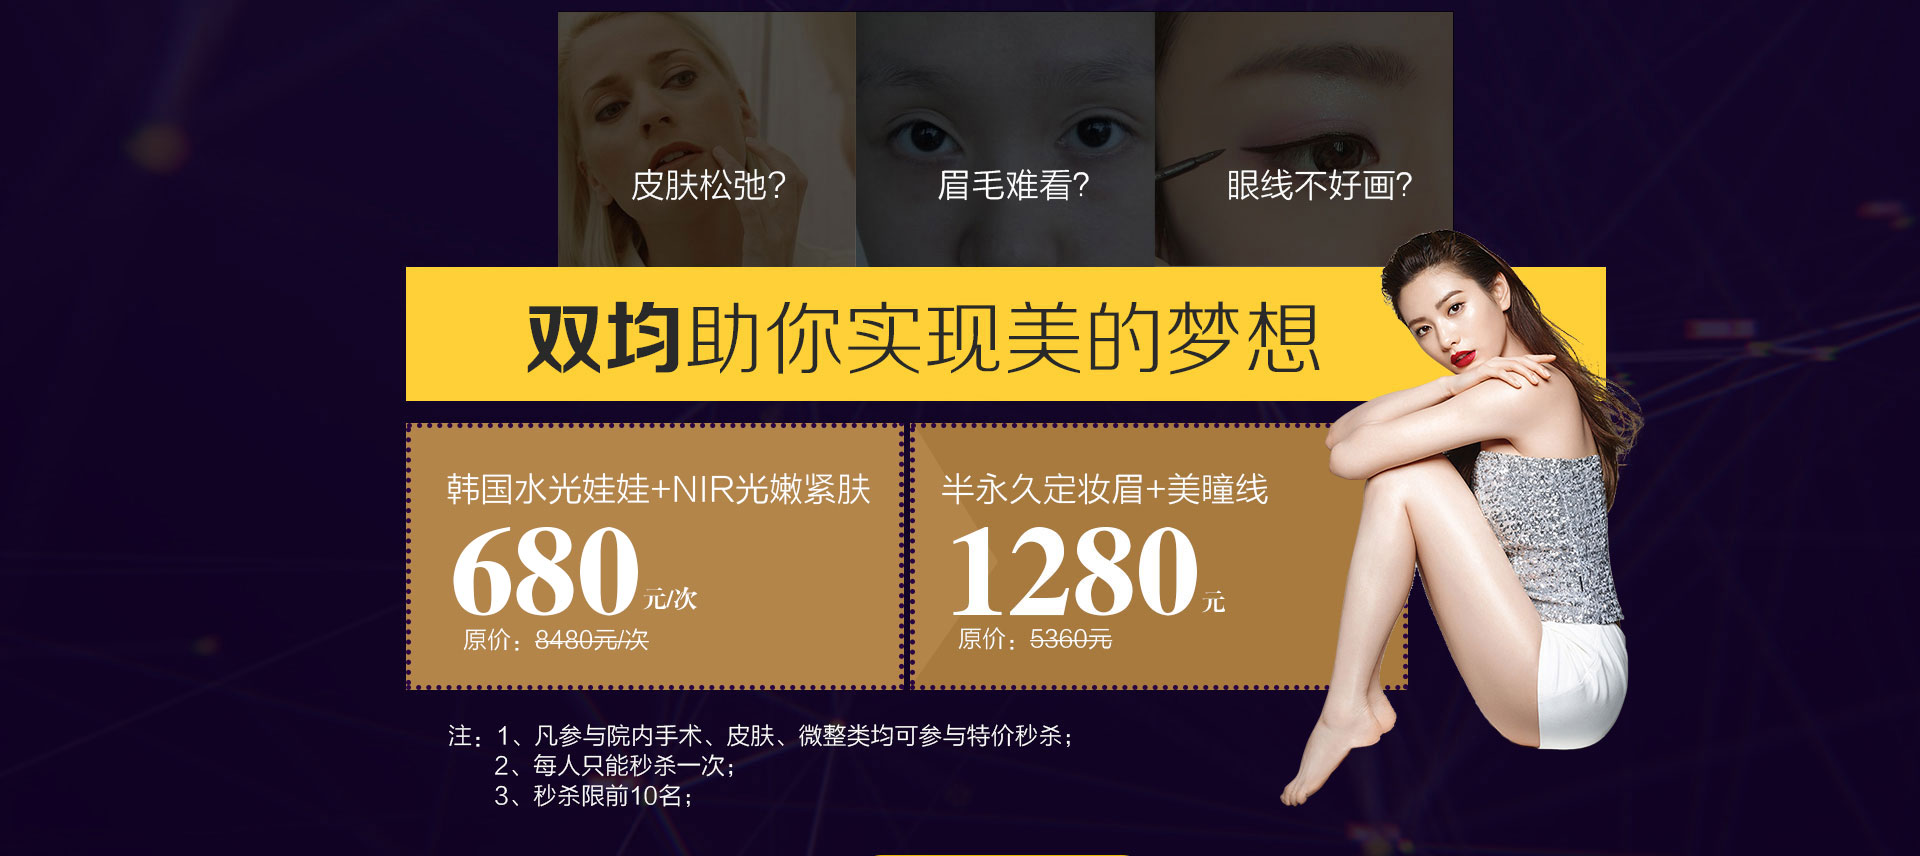 皮肤松弛?
眉毛难看?
眼线不好画?
双均助你实现美的梦想
韩国水光娃娃+NIR光嫩紧肤
680元/次
原价：8480元/次
半永久定妆眉+美瞳线
1280元
原价：5360元
注：1、凡参与院内手术、皮肤、微整类均可参与特价秒杀；
2、每人只能秒杀一次；
3、秒杀限前10名；